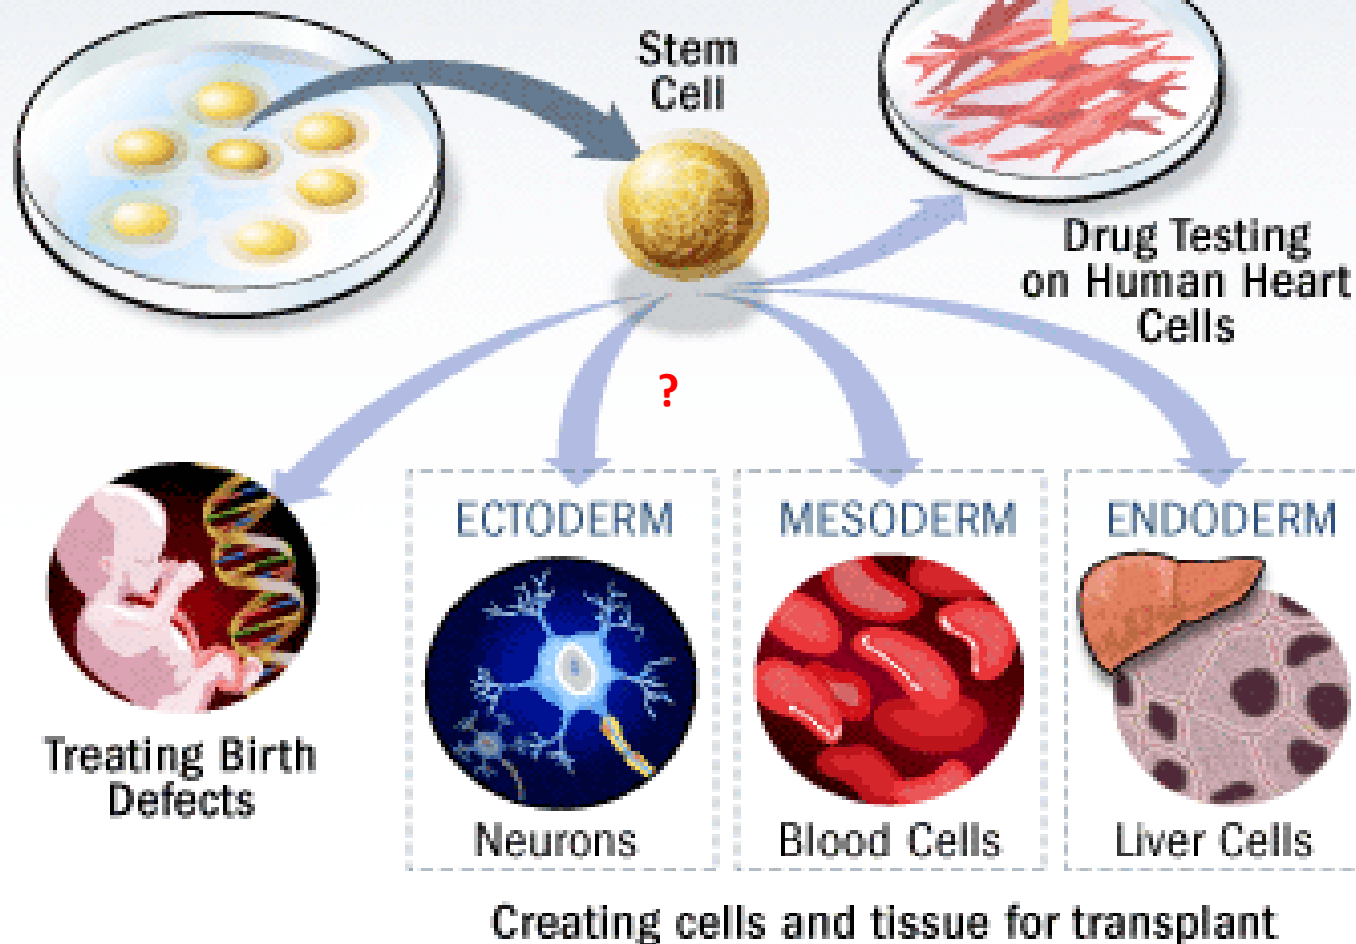 Stem
Cell
Drug Testing
on Human Heart
Cells
?
ECTODERM
MESODERM
ENDODERM
Treating Birth
Defects
Neurons
Blood Cells
Liver Cells
Creating cells and tissue for transplant